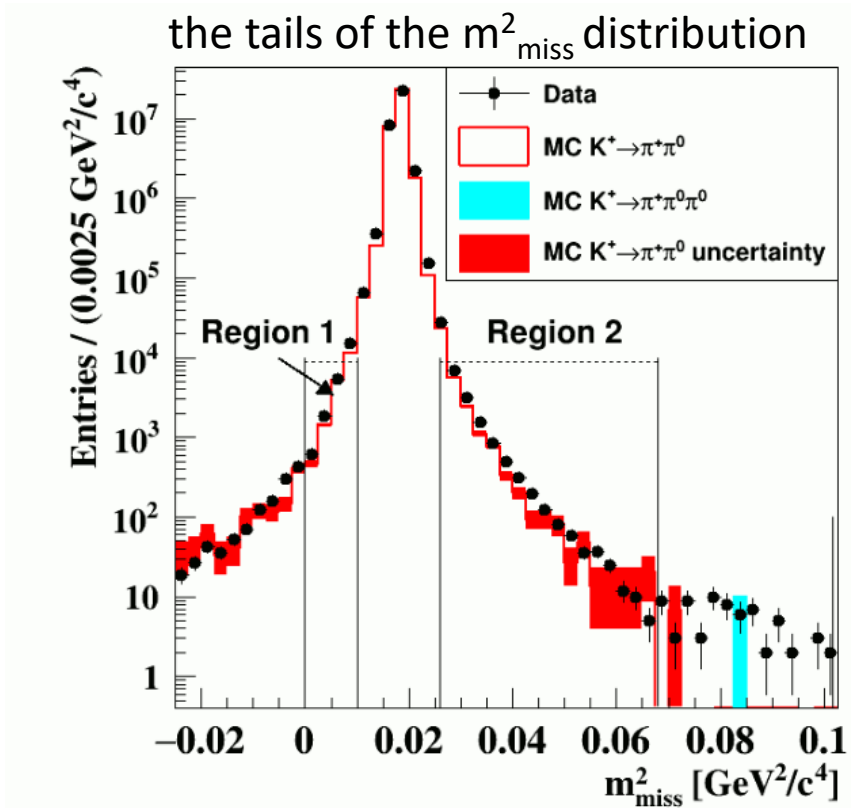 the tails of the m²miss distribution
Entries / (0.0025 GeV²/c⁴)
10⁷
10⁶
10⁵
10⁴
10³
10²
10
1
Data
MC K⁺→π⁺π⁰
MC K⁺→π⁺π⁰π⁰
MC K⁺→π⁺π⁰ uncertainty
Region 1
Region 2
−0.02 0 0.02 0.04 0.06 0.08 0.1
m²miss [GeV²/c⁴]